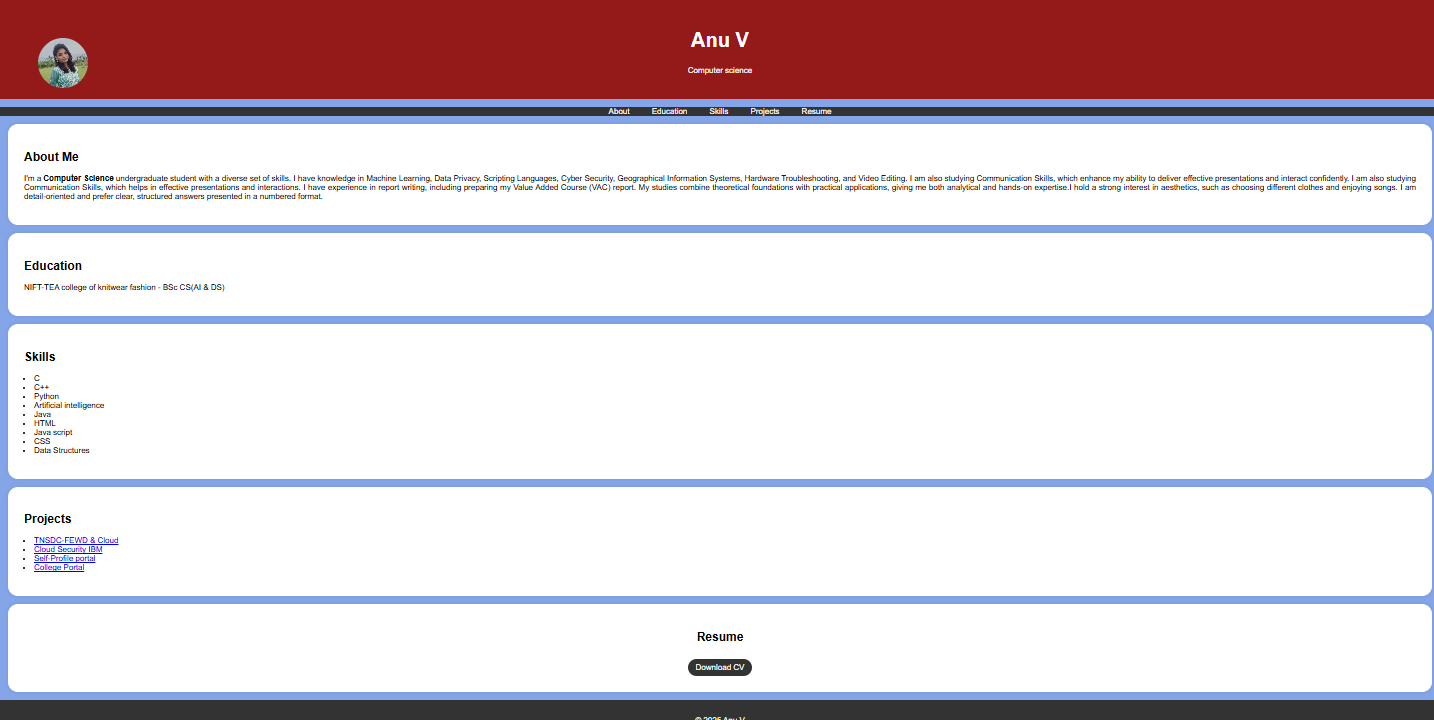 Anu V
Computer science
About Education Skills Projects Resume
About Me
I'm a Computer Science undergraduate student with a diverse set of skills. I have knowledge in Machine Learning, Data Privacy, Scripting Languages, Cyber Security, Geographical Information Systems, Hardware Troubleshooting, and Video Editing. I am also studying Communication Skills, which enhance my ability to deliver effective presentations and interact confidently. I am also studying
Communication Skills, which helps in effective presentations and interactions. I have experience in report writing, including preparing my Value Added Course (VAC) report. My studies combine theoretical foundations with practical applications, giving me both analytical and hands-on expertise.I hold a strong interest in aesthetics, such as choosing different clothes and enjoying songs. I am
detail-oriented and prefer clear, structured answers presented in a numbered format.
Education
NIFT-TEA college of knitwear fashion - BSc CS(AI & DS)
Skills
C
C++
Python
Artificial intelligence
Java
HTML
Java script
CSS
Data Structures
Projects
TNSDC-FEWD & Cloud
Cloud Security IBM
Self-Profile portal
College Portal
Resume
Download CV
© 2025 Anu V